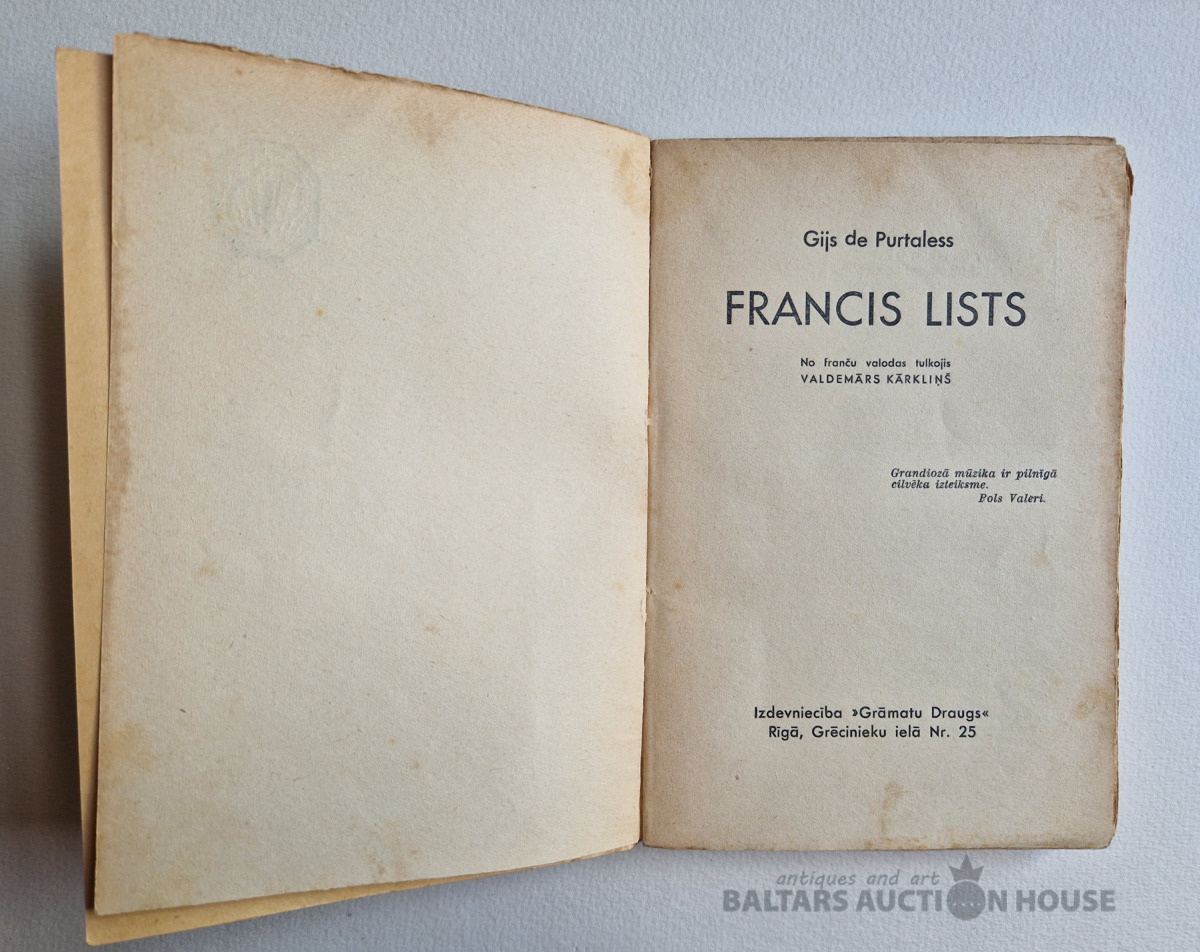 Gijs de Purtaless
FRANCIS LISTS
No franču valodas tulkojis
VALDEMĀRS KĀRKLIŅŠ
Grandiozā mūzika ir pilnīgā
cilvēka izteiksme.
Pols Valeri.
Izdevniecība »Grāmatu Draugs«
Rīgā, Grēcinieku ielā Nr. 25
antiques and art
BALTARS AUCTION HOUSE